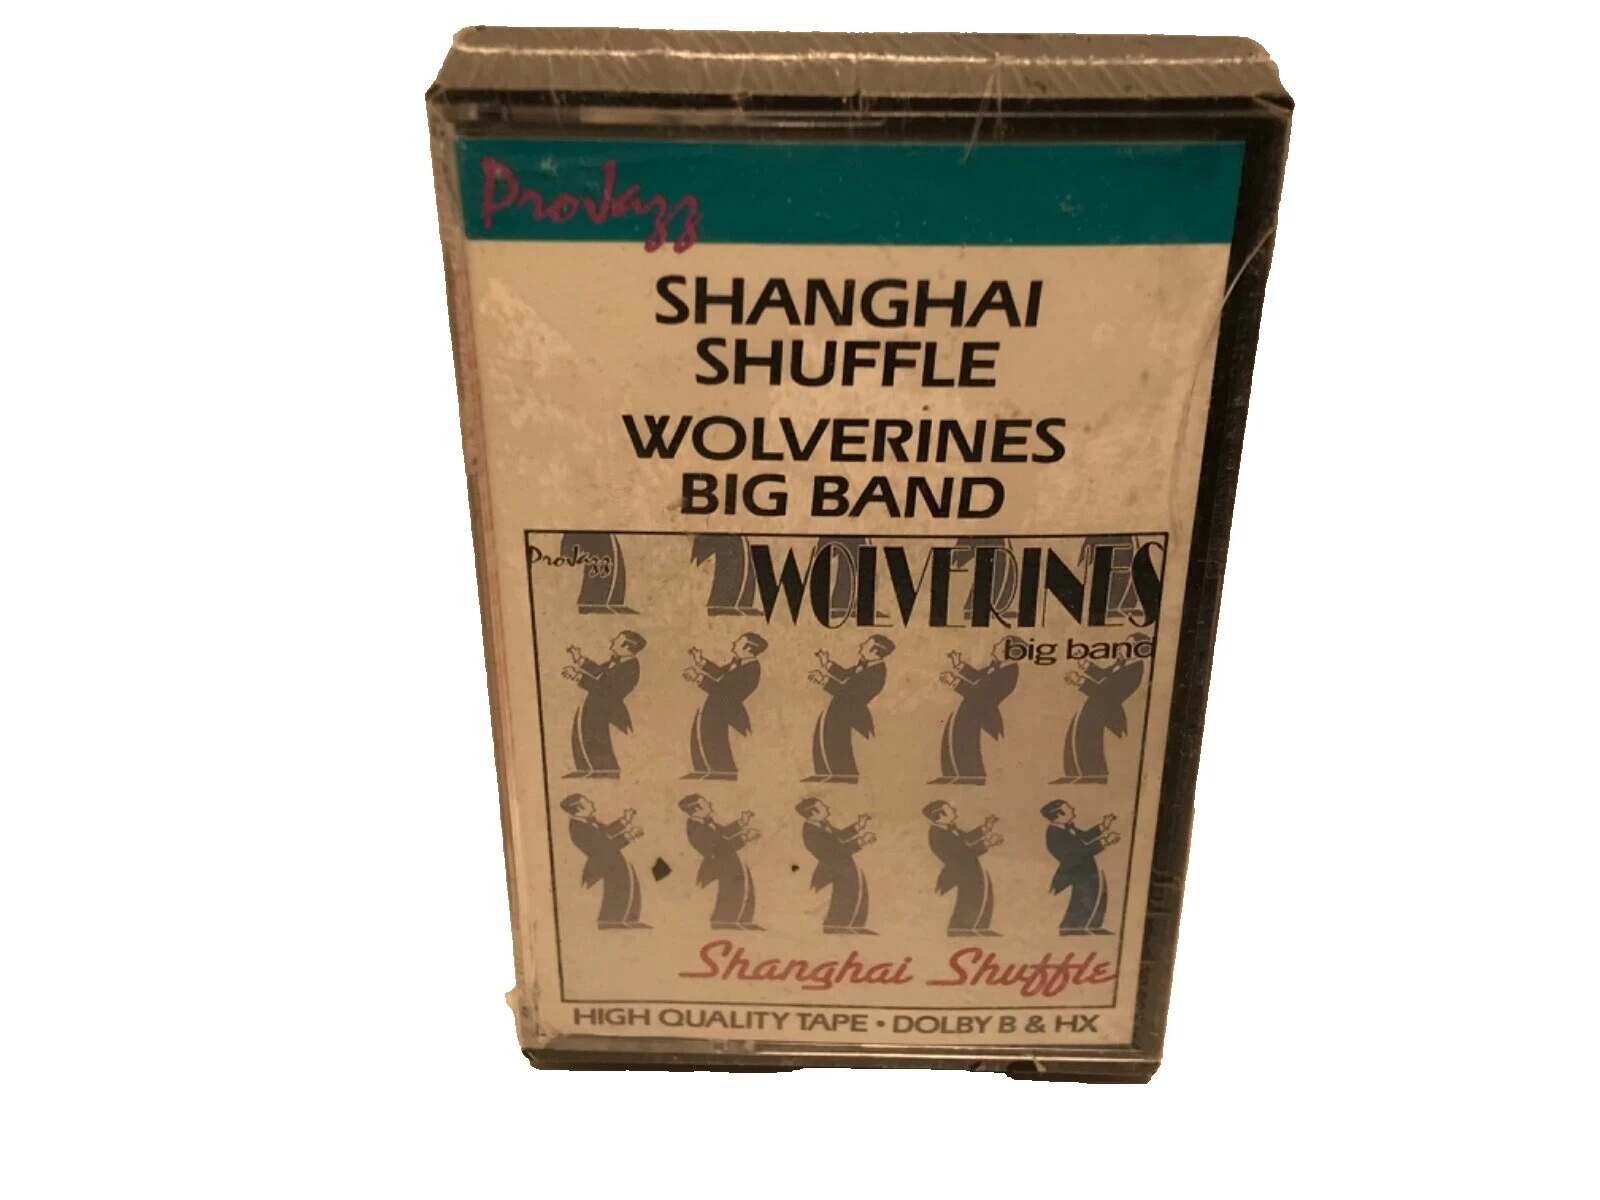 ProJazz
SHANGHAI
SHUFFLE
WOLVERINES
BIG BAND
ProJazz
WOLVERINES
big band
Shanghai Shuffle
HIGH QUALITY TAPE • DOLBY B & HX